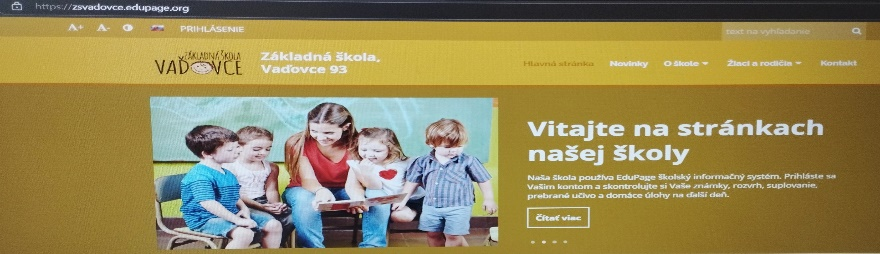 https://zsvadovce.edupage.org
A+ A- PRIHLÁSENIE
text na vyhľadanie
ZÁKLADNÁ ŠKOLA
VAĎOVCE
Základná škola,
Vaďovce 93
Hlavná stránka Novinky O škole Žiaci a rodičia Kontakt
Vitajte na stránkach
našej školy
Naša škola používa EduPage školský informačný systém. Prihláste sa
Vašim kontom a skontrolujte si Vaše známky, rozvrh, suplovanie,
prebrané učivo a domáce úlohy na ďalší deň.
Čítať viac